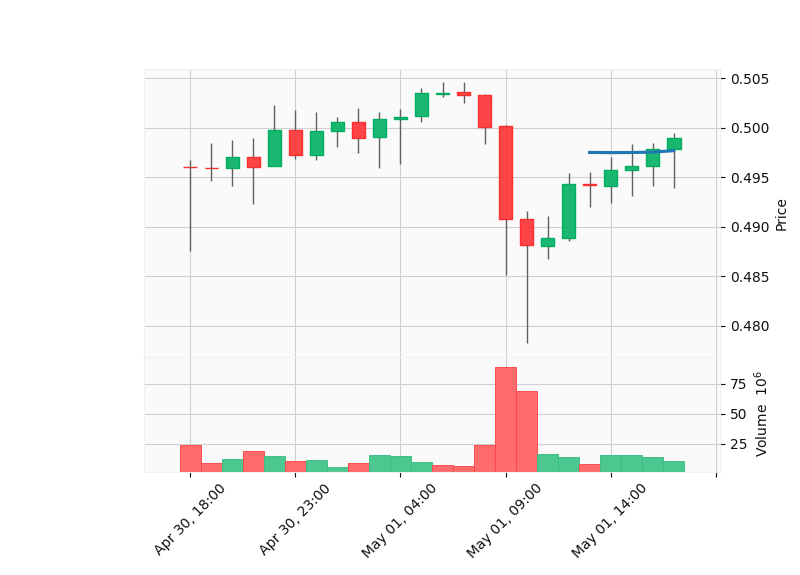 0.505
0.500
0.495
0.490
0.485
0.480
Price
75
50
25
Volume 10^6
Apr 30, 18:00
Apr 30, 23:00
May 01, 04:00
May 01, 09:00
May 01, 14:00